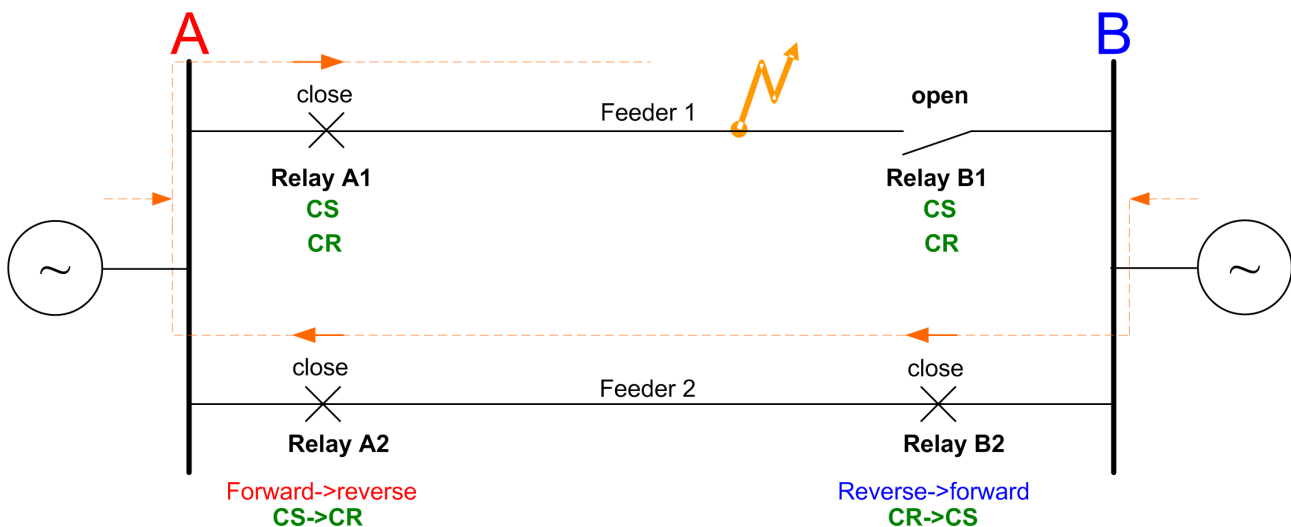 A
B
close
Feeder 1
open
Relay A1
CS
CR
Relay B1
CS
CR
~
~
close
Feeder 2
close
Relay A2
Relay B2
Forward->reverse
CS->CR
Reverse->forward
CR->CS